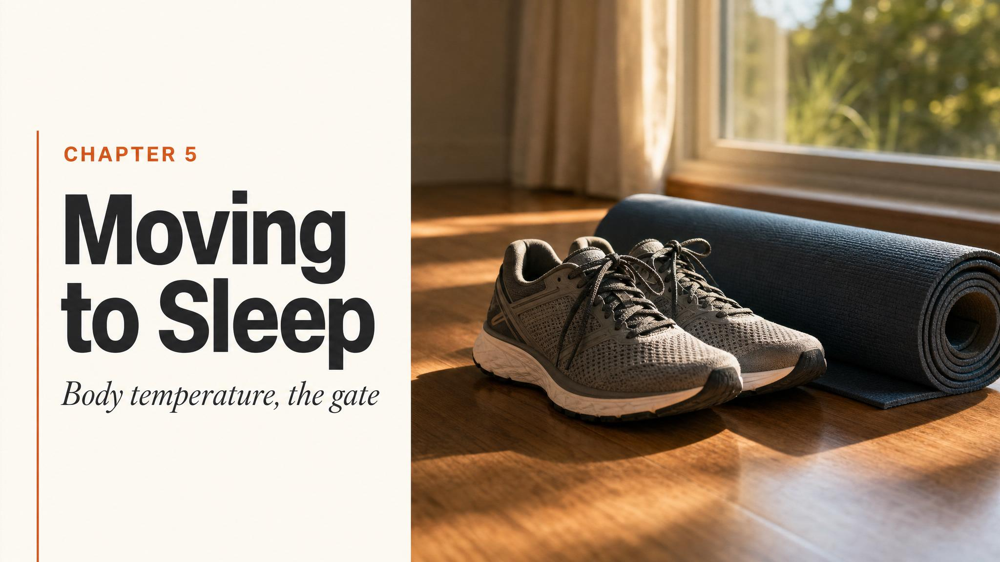 CHAPTER 5
Moving
to Sleep
Body temperature, the gate